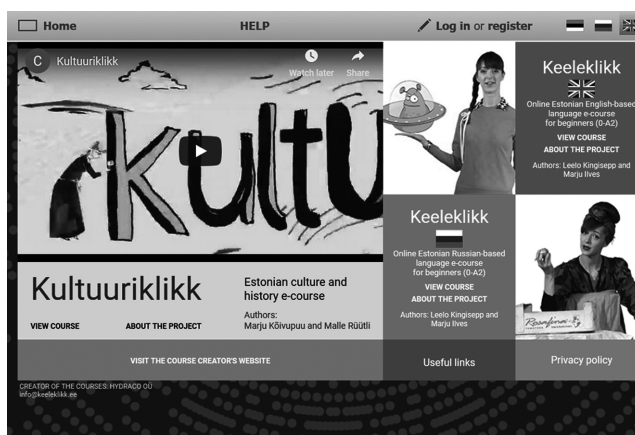 Home
HELP
Log in or register
C Kultuuriklikk
Watch later
Share
kultu
Keeleklikk
Online Estonian English-based
language e-course
for beginners (0-A2)
VIEW COURSE
ABOUT THE PROJECT
Authors: Leelo Kingisepp and
Marju Ilves
Keeleklikk
Online Estonian Russian-based
language e-course
for beginners (0-A2)
VIEW COURSE
ABOUT THE PROJECT
Authors: Leelo Kingisepp and
Marju Ilves
Rosafina
Kultuuriklikk
VIEW COURSE
ABOUT THE PROJECT
Estonian culture and
history e-course
Authors:
Marju Kõivupuu and Malle Rüütli
VISIT THE COURSE CREATOR'S WEBSITE
Useful links
Privacy policy
CREATOR OF THE COURSES: HYDRACO OÜ
info@keeleklikk.ee